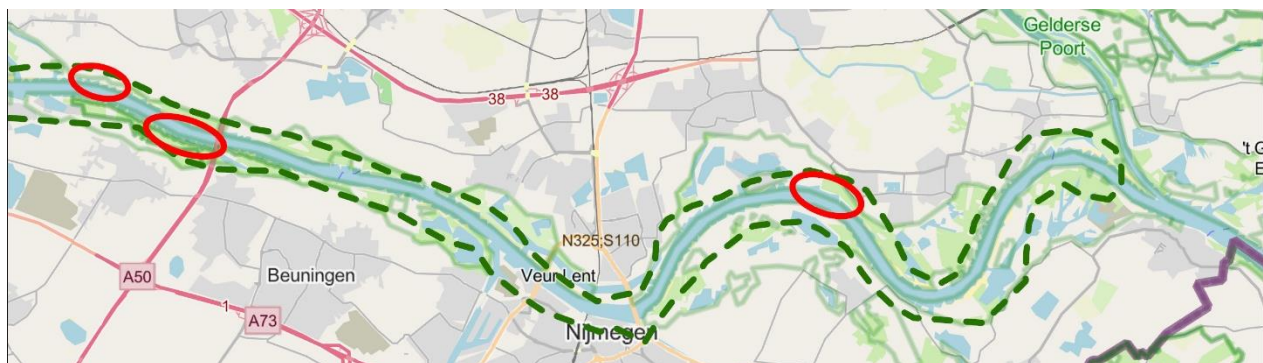 Gelderse
Poort
38
38
't G
E
N325;S110
A50
Beuningen
Veur-Lent
1
A73
Nijmegen